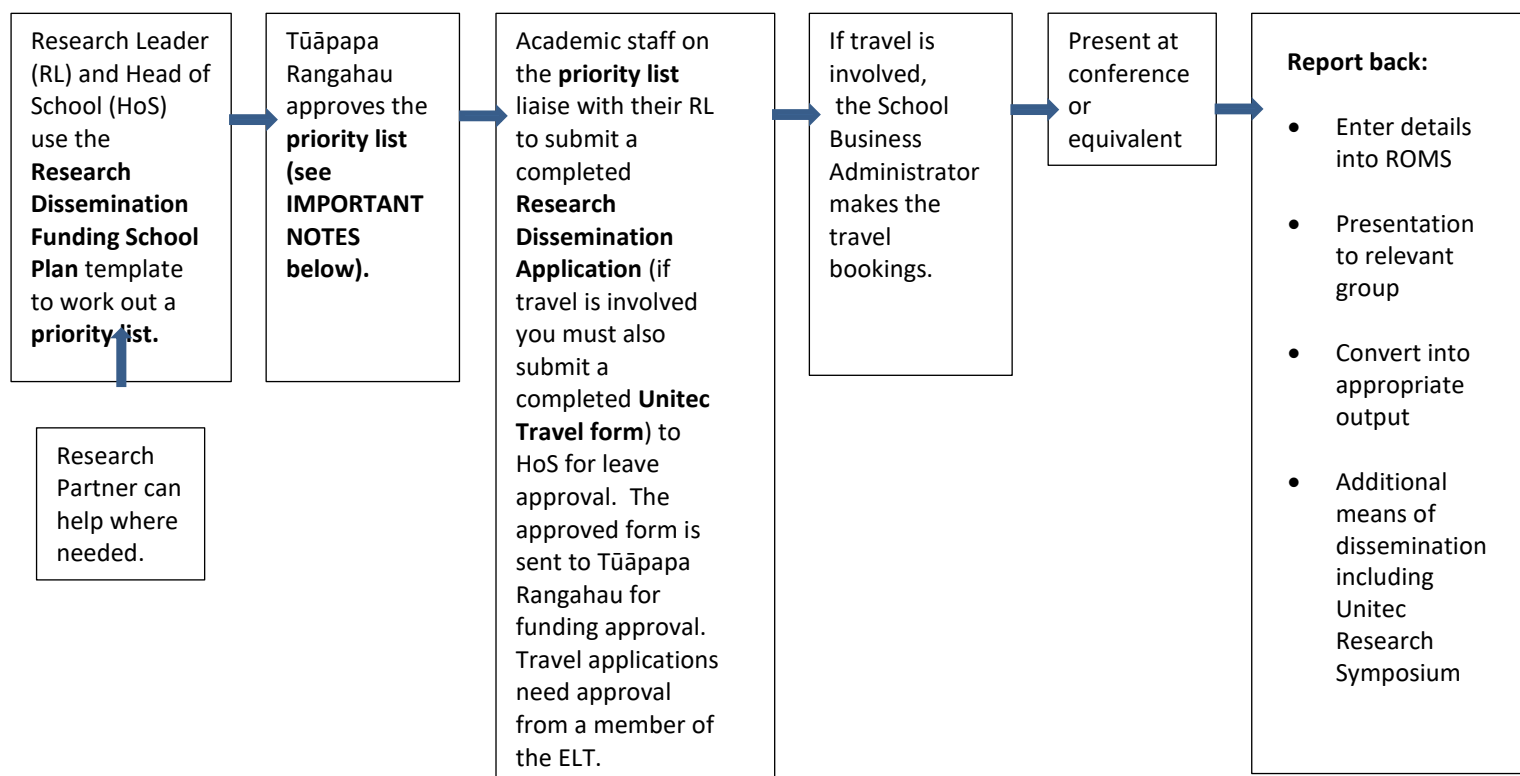 Research Leader
(RL) and Head of
School (HoS)
use the
Research
Dissemination
Funding School
Plan template
to work out a
priority list.
Research
Partner can
help where
needed.
Tūāpapa
Rangahau
approves the
priority list
(see
IMPORTANT
NOTES
below).
Academic staff on
the priority list
liaise with their RL
to submit a
completed
Research
Dissemination
Application (if
travel is involved
you must also
submit a
completed Unitec
Travel form) to
HoS for leave
approval. The
approved form is
sent to Tūāpapa
Rangahau for
funding approval.
Travel applications
need approval
from a member of
the ELT.
If travel is
involved,
the School
Business
Administrator
makes the
travel
bookings.
Present at
conference
or
equivalent
Report back:
• Enter details
into ROMS
• Presentation
to relevant
group
• Convert into
appropriate
output
• Additional
means of
dissemination
including
Unitec
Research
Symposium